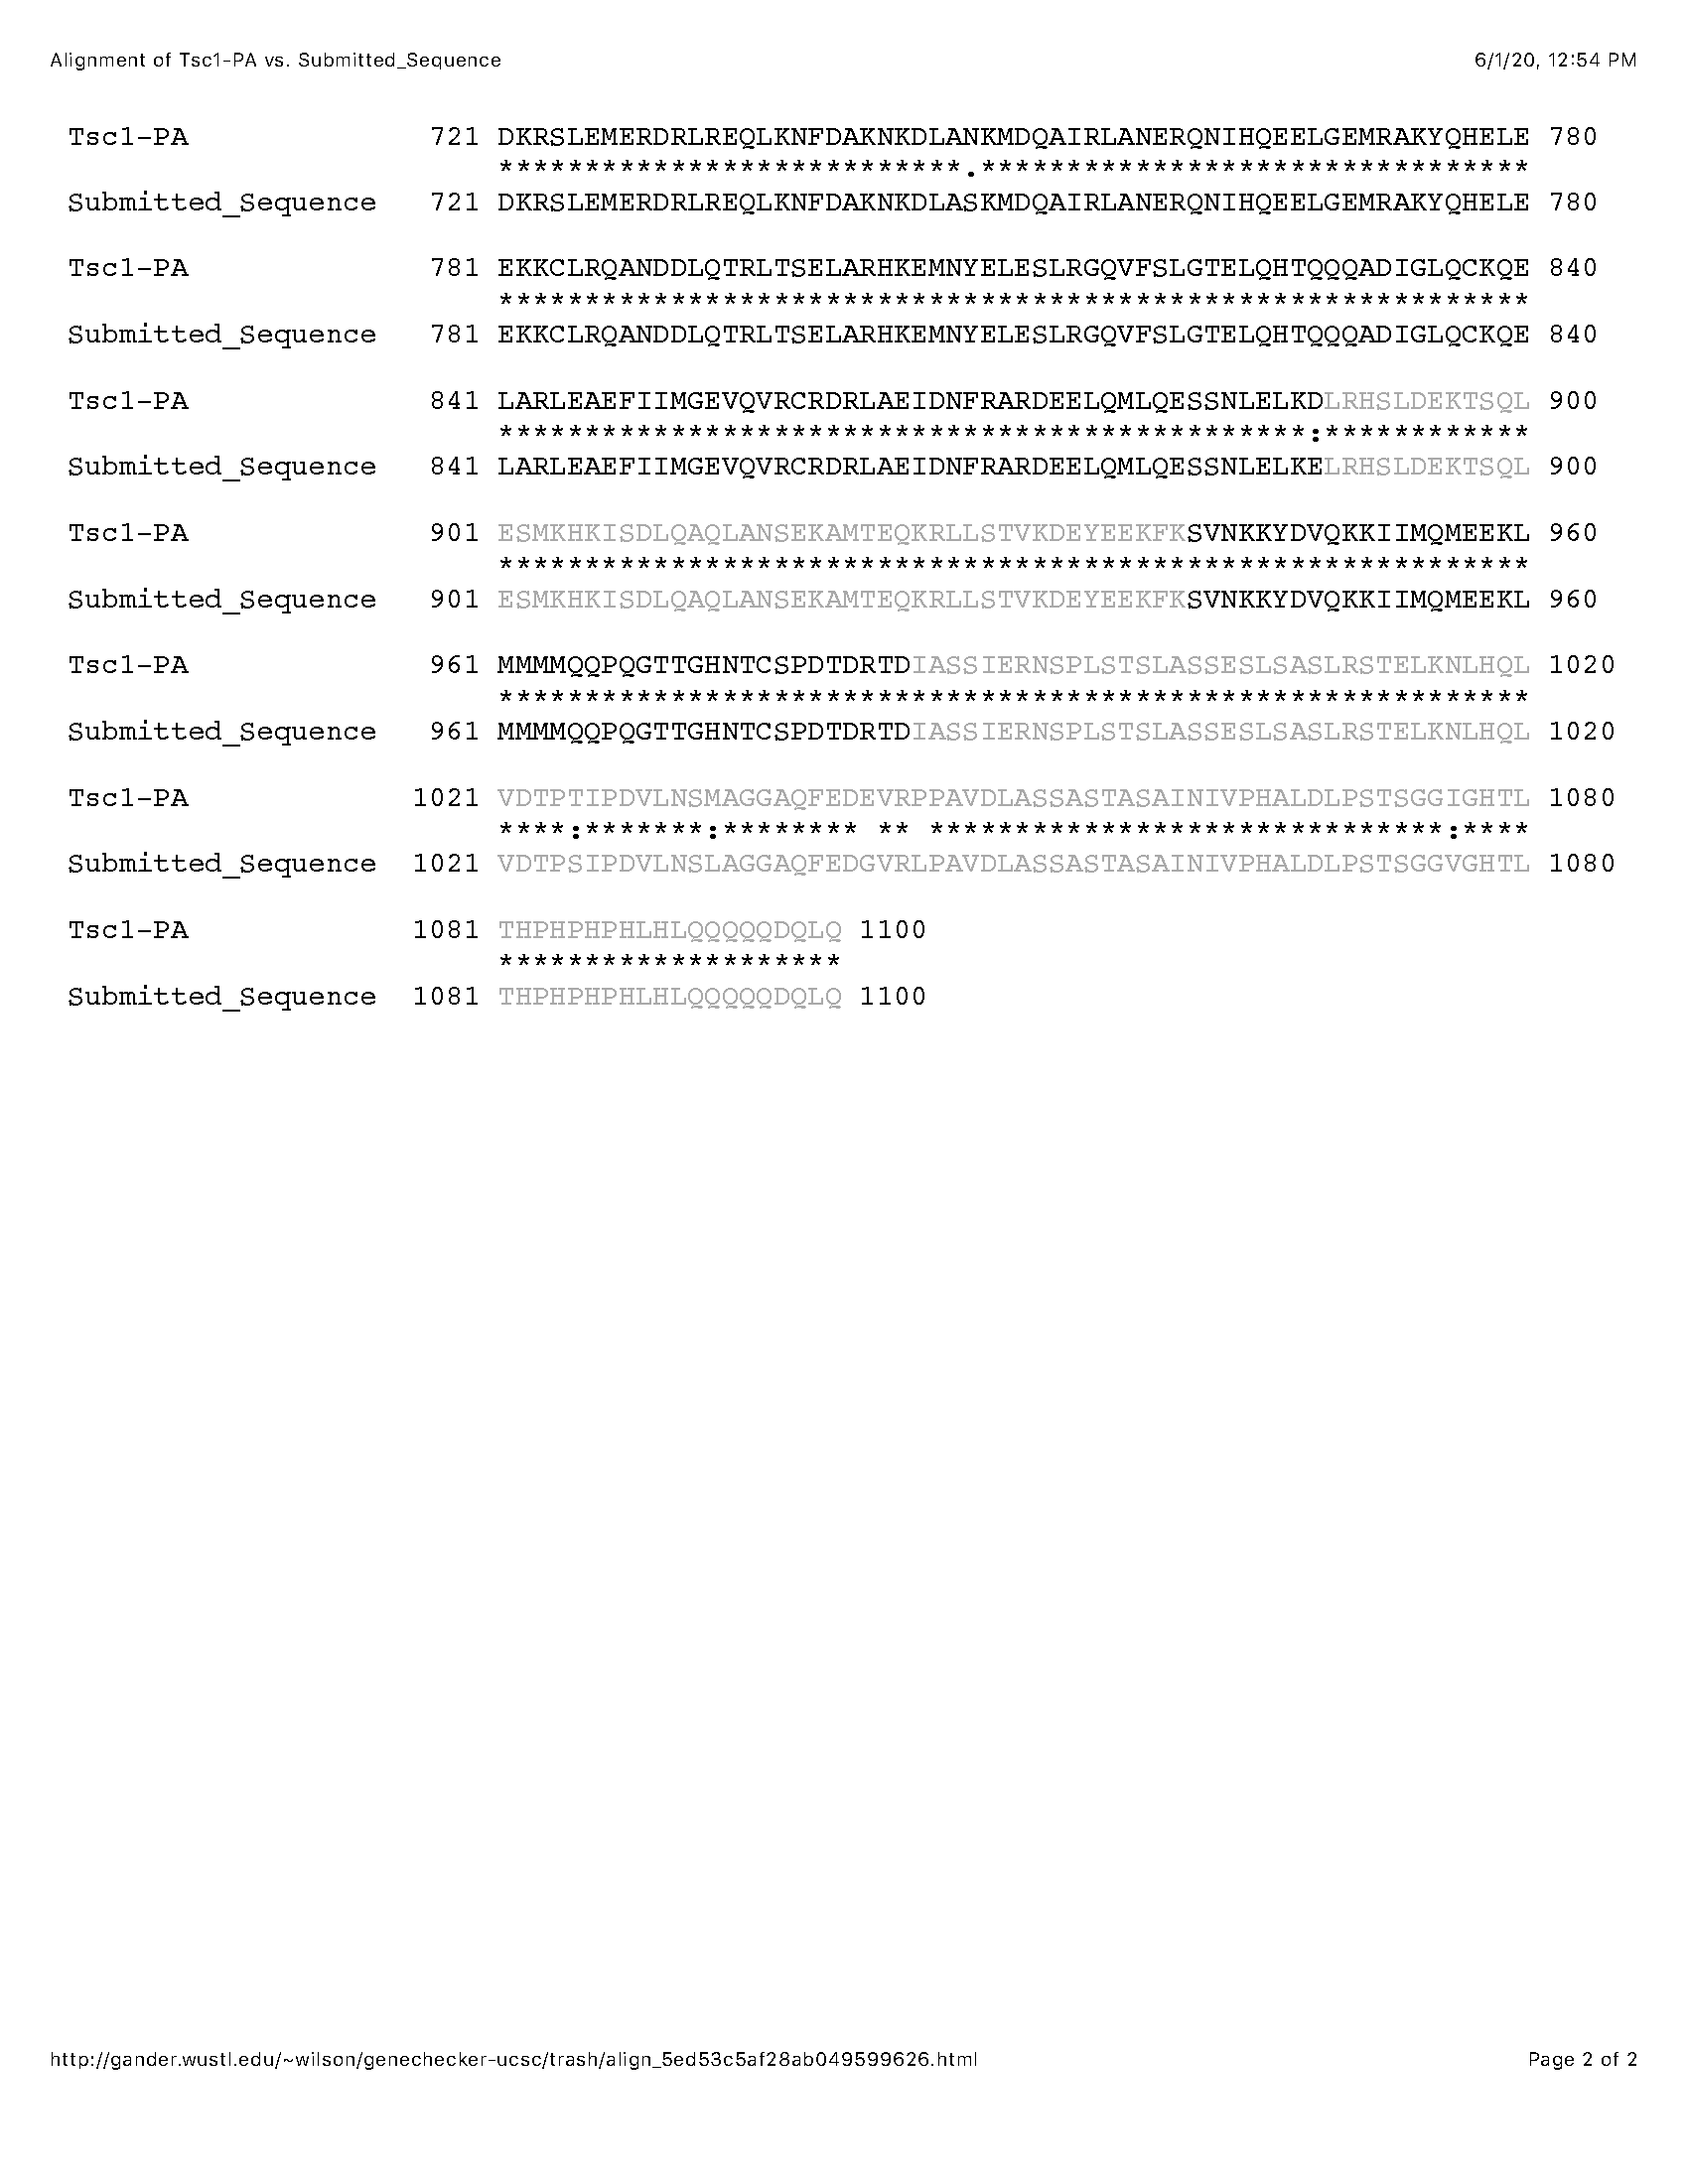 Alignment of Tsc1-PA vs. Submitted_Sequence 6/1/20, 12:54 PM
Tsc1-PA 721 DKRSLEMERDRLREQLKNFDAKNKDLANKMDQAIRLANERQNIHQEELGEMRAKYQHELE 780
***************************.********************************
Submitted_Sequence 721 DKRSLEMERDRLREQLKNFDAKNKDLASKMDQAIRLANERQNIHQEELGEMRAKYQHELE 780
Tsc1-PA 781 EKKCLRQANDDLQTRLTSELARHKEMNYELESLRGQVFSLGTELQHTQQQADIGLQCKQE 840
************************************************************
Submitted_Sequence 781 EKKCLRQANDDLQTRLTSELARHKEMNYELESLRGQVFSLGTELQHTQQQADIGLQCKQE 840
Tsc1-PA 841 LARLEAEFIIMGEVQVRCRDRLAEIDNFRARDEELQMLQESSNLELKDLRHSLDEKTSQL 900
***********************************************:************
Submitted_Sequence 841 LARLEAEFIIMGEVQVRCRDRLAEIDNFRARDEELQMLQESSNLELKELRHSLDEKTSQL 900
Tsc1-PA 901 ESMKHKISDLQAQLANSEKAMTEQKRLLSTVKDEYEEKFKSVNKKYDVQKKIIMQMEEKL 960
************************************************************
Submitted_Sequence 901 ESMKHKISDLQAQLANSEKAMTEQKRLLSTVKDEYEEKFKSVNKKYDVQKKIIMQMEEKL 960
Tsc1-PA 961 MMMMQQPQGTTGHNTCSPDTDRTDIASSIERNSPLSTSLASSESLSASLRSTELKNLHQL 1020
************************************************************
Submitted_Sequence 961 MMMMQQPQGTTGHNTCSPDTDRTDIASSIERNSPLSTSLASSESLSASLRSTELKNLHQL 1020
Tsc1-PA 1021 VDTPTIPDVLNSMAGGAQFEDEVRPPAVDLASSASTASAINIVPHALDLPSTSGGIGHTL 1080
****:*******:******** ** ******************************:****
Submitted_Sequence 1021 VDTPSIPDVLNSLAGGAQFEDGVRLPAVDLASSASTASAINIVPHALDLPSTSGGVGHTL 1080
Tsc1-PA 1081 THPHPHPHLHLQQQQQDQLQ 1100
********************
Submitted_Sequence 1081 THPHPHPHLHLQQQQQDQLQ 1100
http://gander.wustl.edu/~wilson/genechecker-ucsc/trash/align_5ed53c5af28ab049599626.html Page 2 of 2